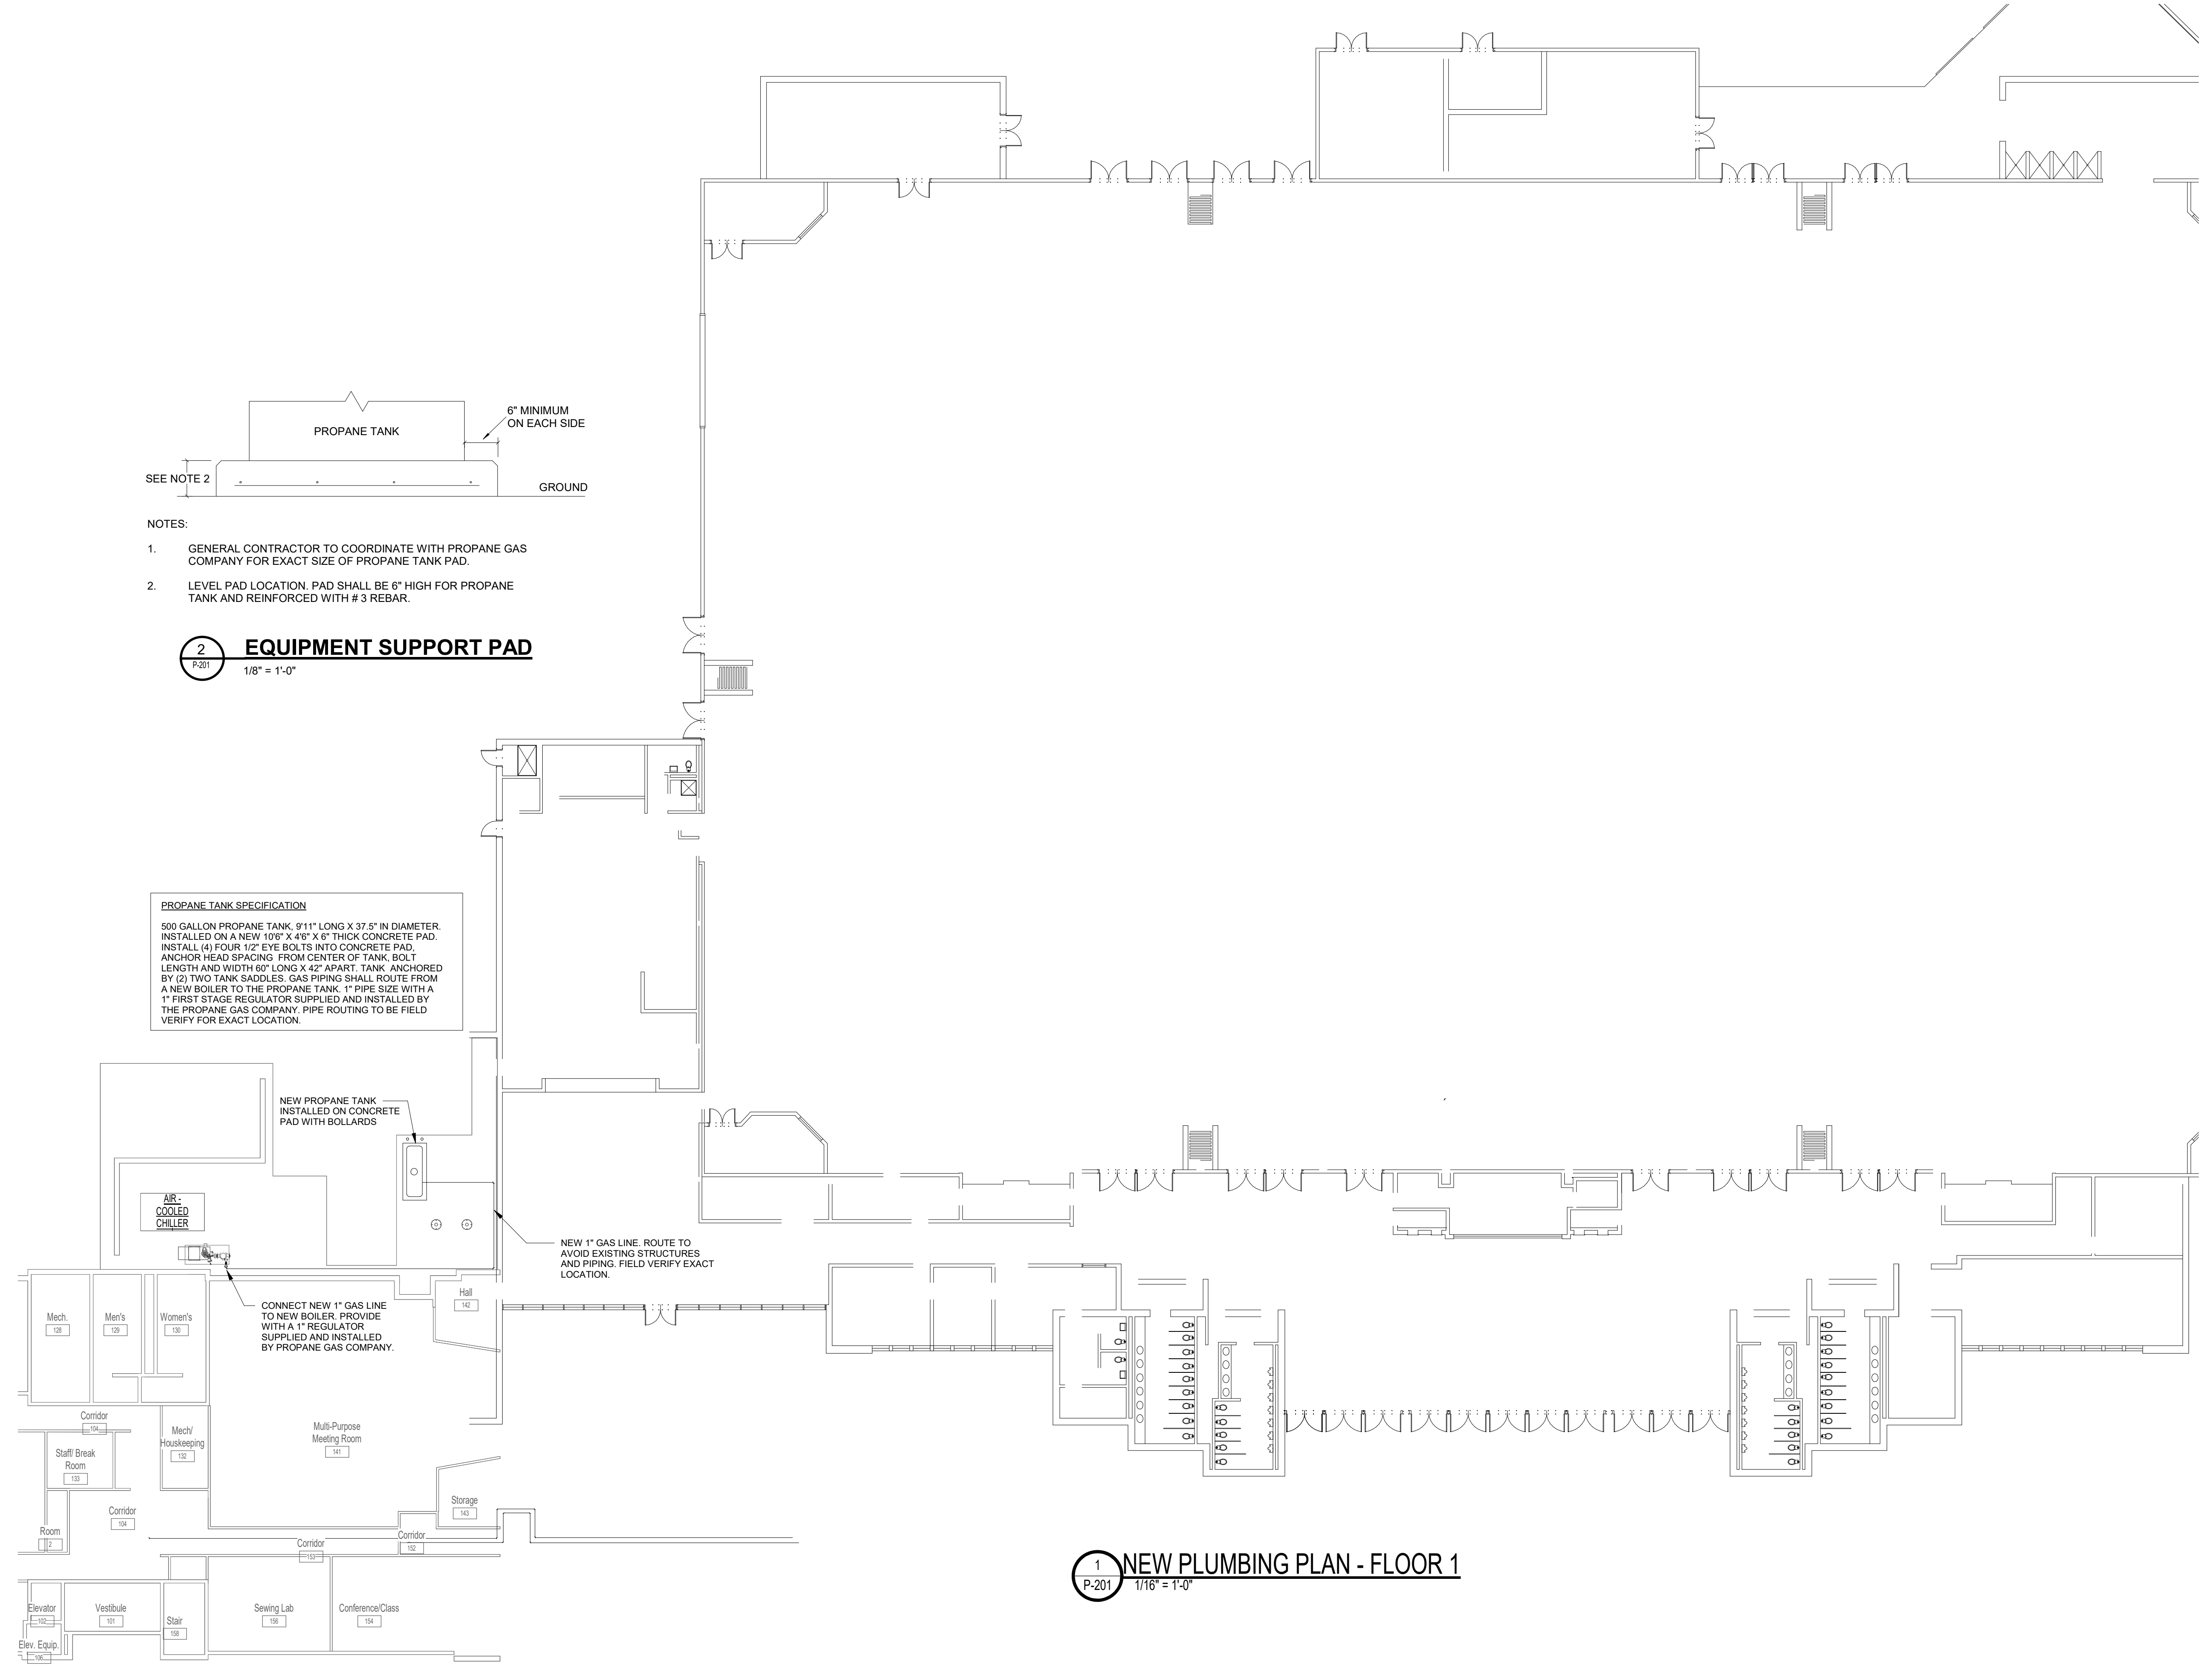 6" MINIMUM
ON EACH SIDE
PROPANE TANK
SEE NOTE 2
GROUND
NOTES:
1. GENERAL CONTRACTOR TO COORDINATE WITH PROPANE GAS
COMPANY FOR EXACT SIZE OF PROPANE TANK PAD.
2. LEVEL PAD LOCATION. PAD SHALL BE 6" HIGH FOR PROPANE
TANK AND REINFORCED WITH # 3 REBAR.
2
P-201
EQUIPMENT SUPPORT PAD
1/8" = 1'-0"
PROPANE TANK SPECIFICATION
500 GALLON PROPANE TANK, 9'11" LONG X 37.5" IN DIAMETER.
INSTALLED ON A NEW 10'6" X 4'6" X 6" THICK CONCRETE PAD.
INSTALL (4) FOUR 1/2" EYE BOLTS INTO CONCRETE PAD,
ANCHOR HEAD SPACING FROM CENTER OF TANK, BOLT
LENGTH AND WIDTH 60" LONG X 42" APART. TANK ANCHORED
BY (2) TWO TANK SADDLES. GAS PIPING SHALL ROUTE FROM
A NEW BOILER TO THE PROPANE TANK. 1" PIPE SIZE WITH A
1" FIRST STAGE REGULATOR SUPPLIED AND INSTALLED BY
THE PROPANE GAS COMPANY. PIPE ROUTING TO BE FIELD
VERIFY FOR EXACT LOCATION.
NEW PROPANE TANK
INSTALLED ON CONCRETE
PAD WITH BOLLARDS
AIR -
COOLED
CHILLER
NEW 1" GAS LINE. ROUTE TO
AVOID EXISTING STRUCTURES
AND PIPING. FIELD VERIFY EXACT
LOCATION.
CONNECT NEW 1" GAS LINE
TO NEW BOILER. PROVIDE
WITH A 1" REGULATOR
SUPPLIED AND INSTALLED
BY PROPANE GAS COMPANY.
Hall
142
Mech.
128
Men's
129
Women's
130
Corridor
104
Mech/
Houskeeping
132
Multi-Purpose
Meeting Room
141
Staff/ Break
Room
133
Storage
143
Corridor
104
Room
2
Corridor
153
Corridor
152
Elevator
102
Vestibule
101
Stair
158
Sewing Lab
156
Conference/Class
154
Elev. Equip.
106
1
P-201
NEW PLUMBING PLAN - FLOOR 1
1/16" = 1'-0"